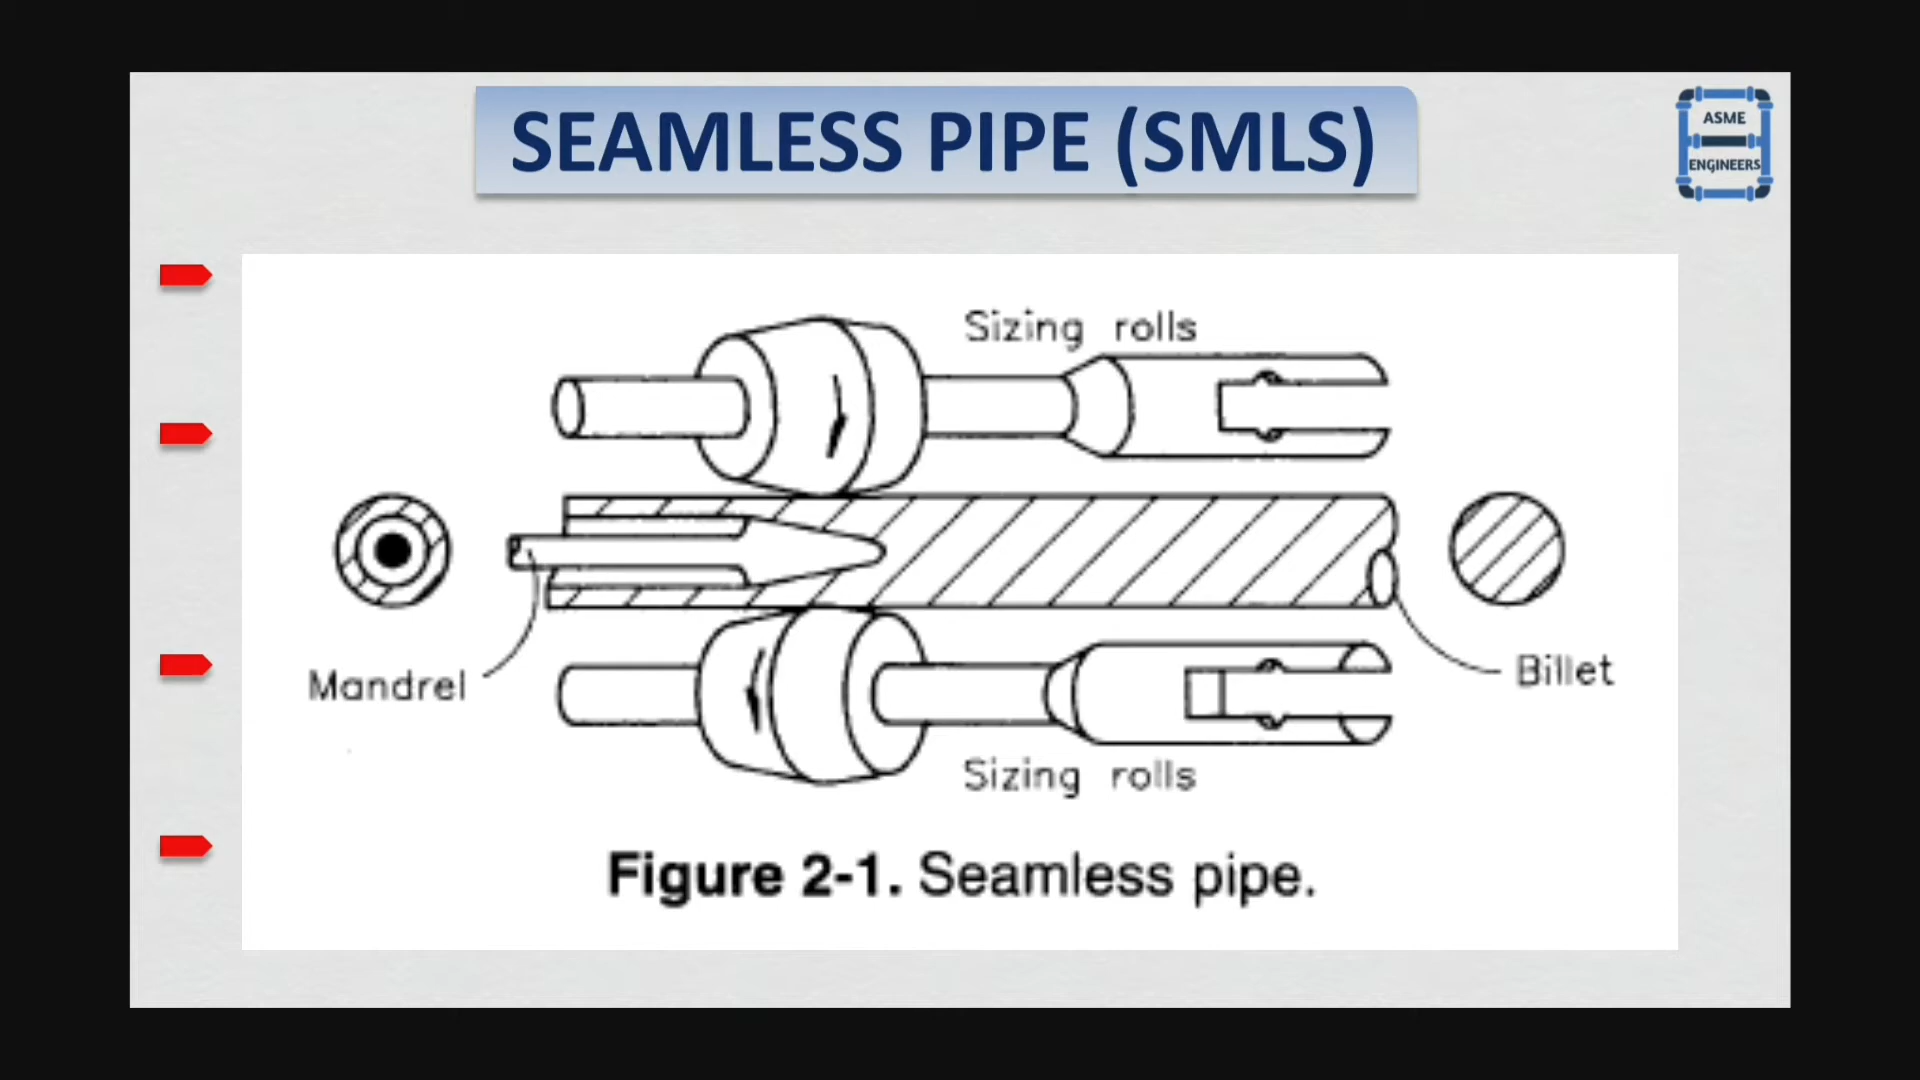 SEAMLESS PIPE (SMLS)
ASME
ENGINEERS
Sizing rolls
Mandrel
Billet
Sizing rolls
Figure 2-1. Seamless pipe.